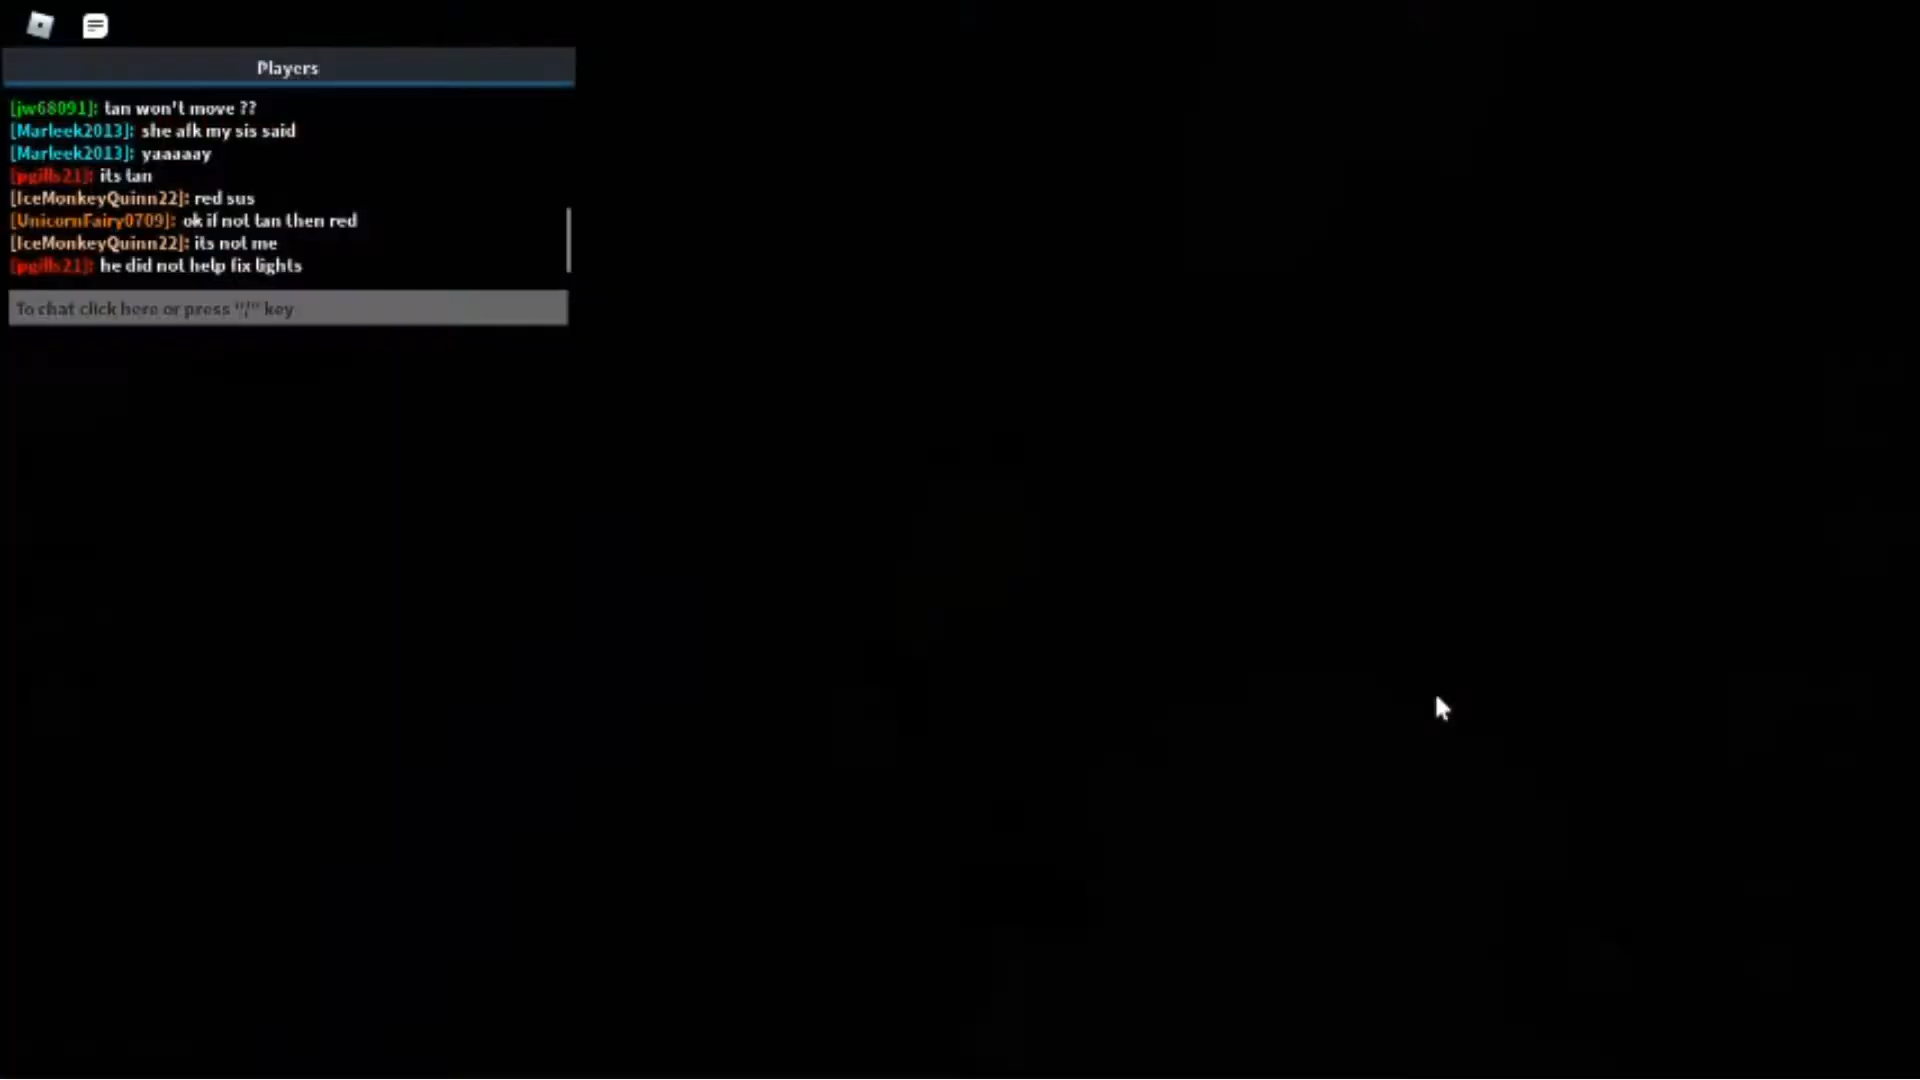 Players
[jw68091]: tan won't move ??
[Marleek2013]: she afk my sis said
[Marleek2013]: yaaaaay
[pgills21]: its tan
[IceMonkeyQuinn22]: red sus
[UnicornFairy0709]: ok if not tan then red
[IceMonkeyQuinn22]: its not me
[pgills21]: he did not help fix lights
To chat click here or press "/" key